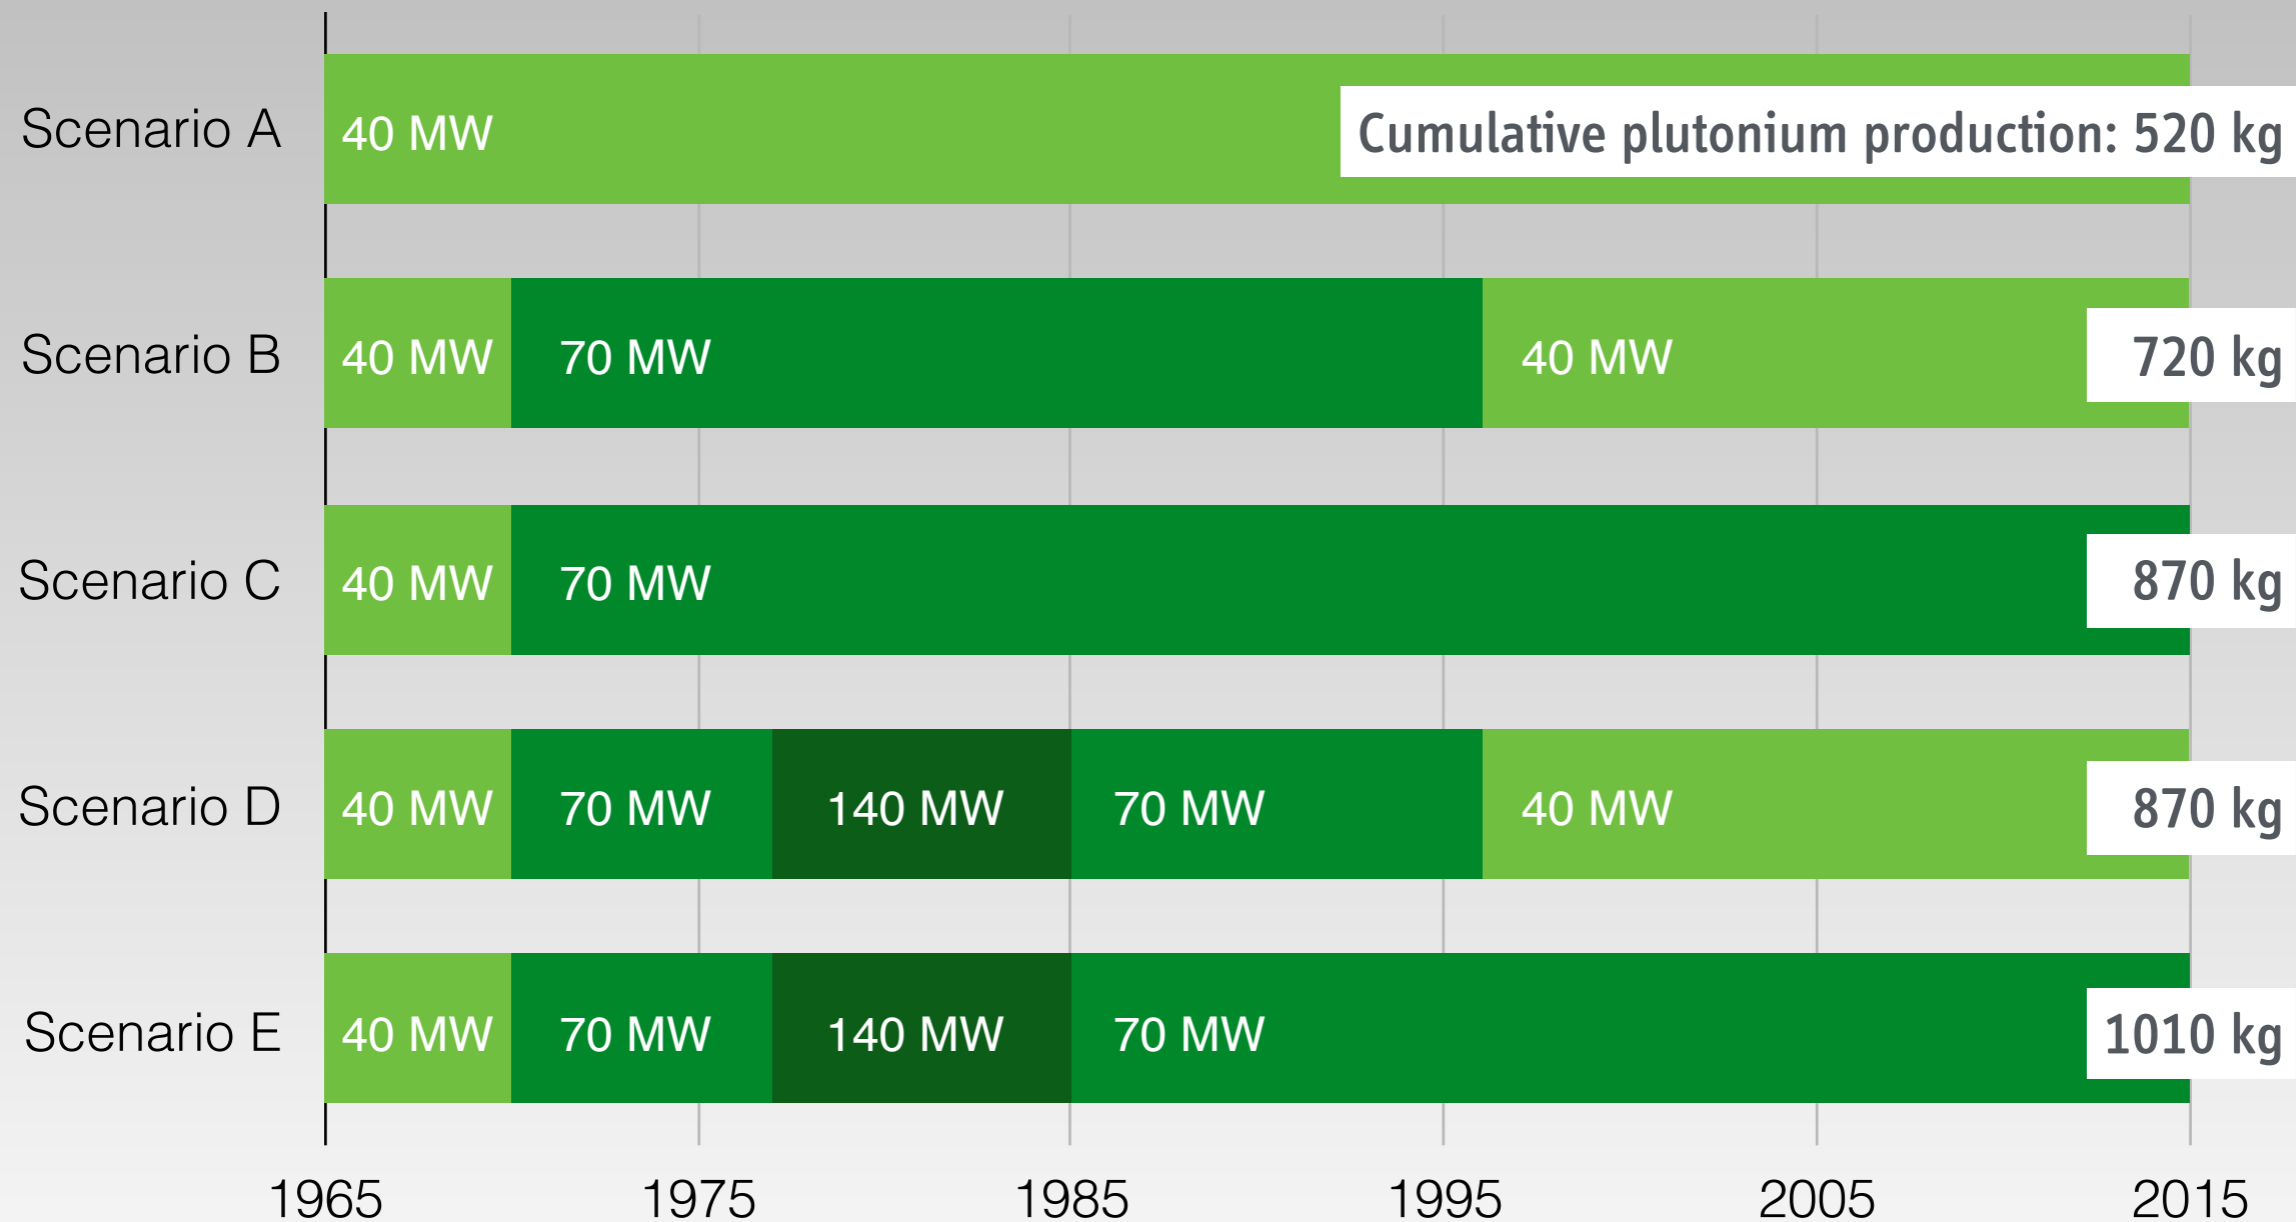 Scenario A 40 MW Cumulative plutonium production: 520 kg
Scenario B 40 MW 70 MW 40 MW 720 kg
Scenario C 40 MW 70 MW 870 kg
Scenario D 40 MW 70 MW 140 MW 70 MW 40 MW 870 kg
Scenario E 40 MW 70 MW 140 MW 70 MW 1010 kg
1965 1975 1985 1995 2005 2015